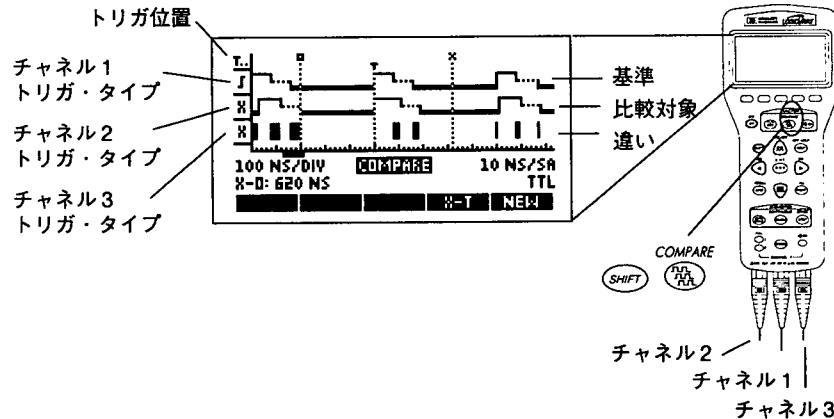 トリガ位置
チャネル1
トリガ・タイプ
チャネル2
トリガ・タイプ
チャネル3
トリガ・タイプ
T..
T
X
基準
比較対象
違い
100 NS/DIV
COMPARE
10 NS/SA
X-O: 620 NS
TTL
X-T
NEW
COMPARE
SHIFT
チャネル2
チャネル1
チャネル3